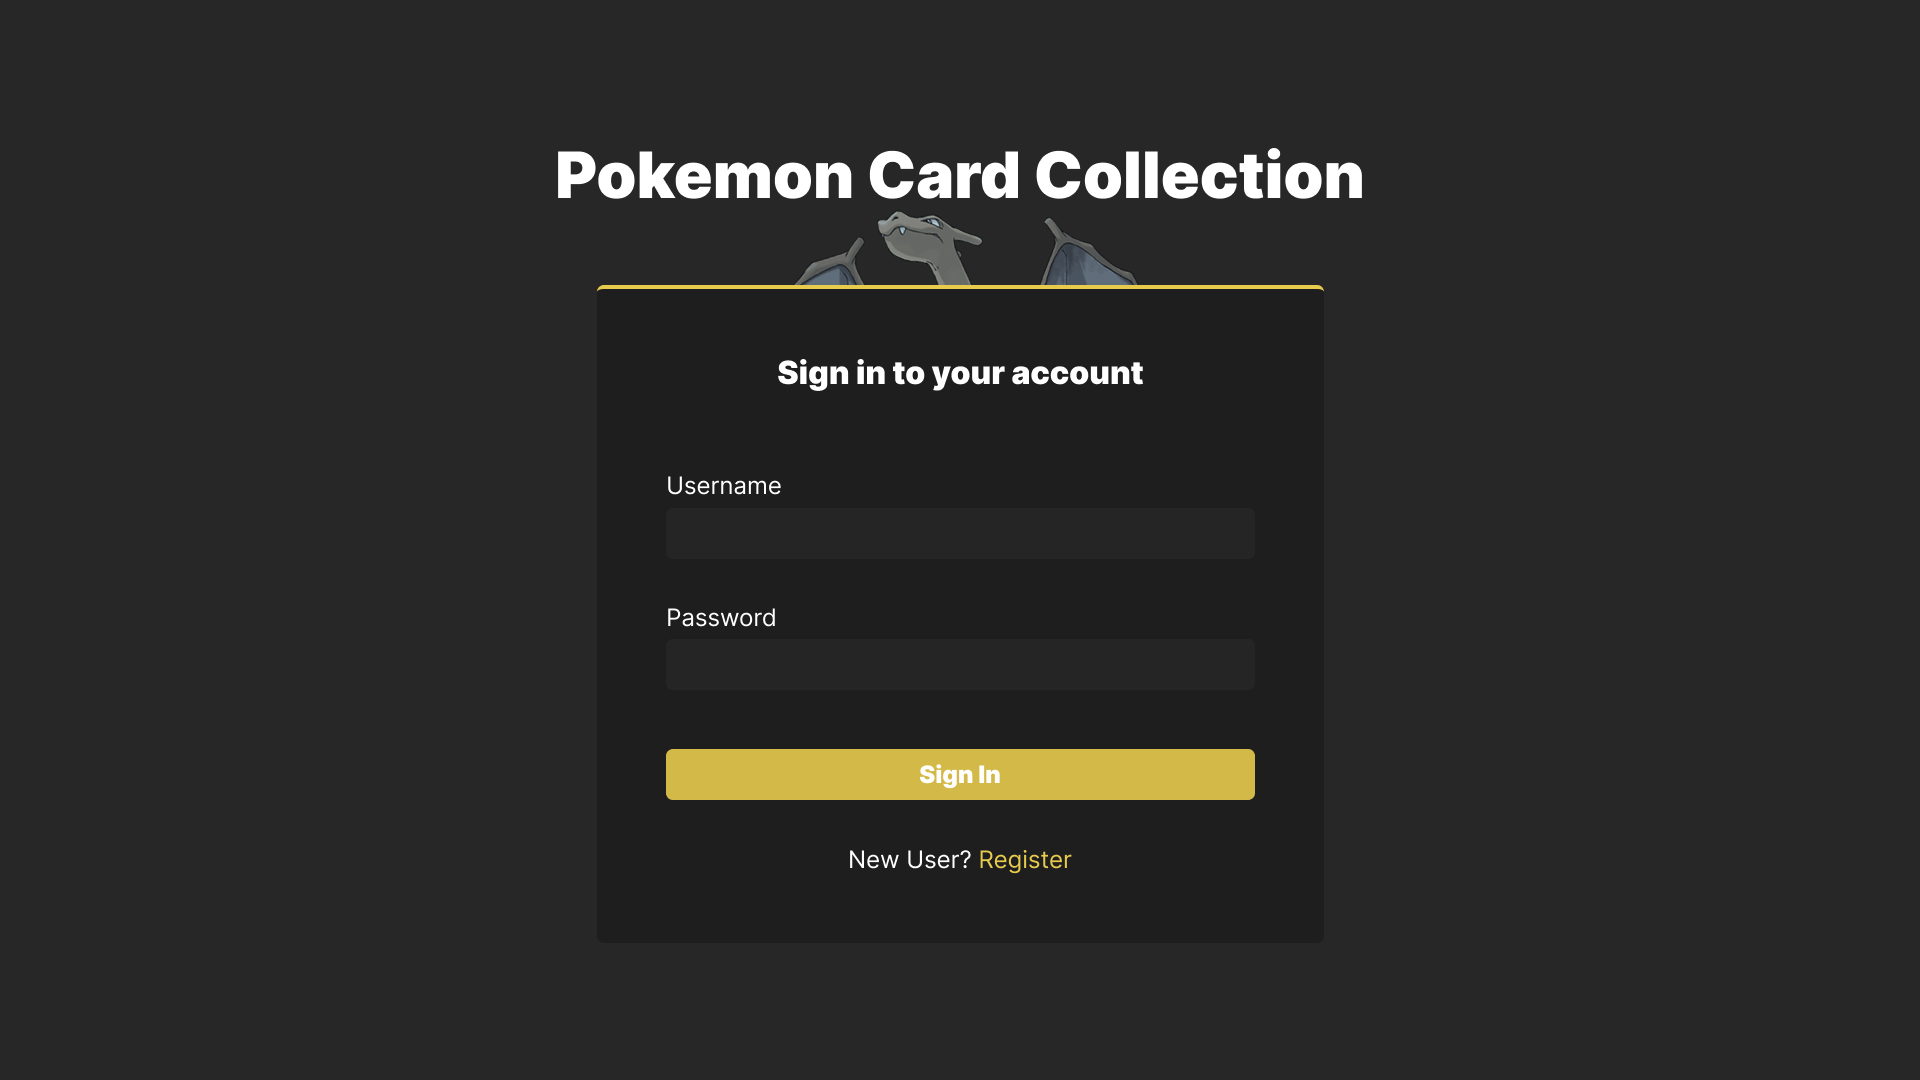 Pokemon Card Collection
Sign in to your account
Username
Password
Sign In
New User? Register